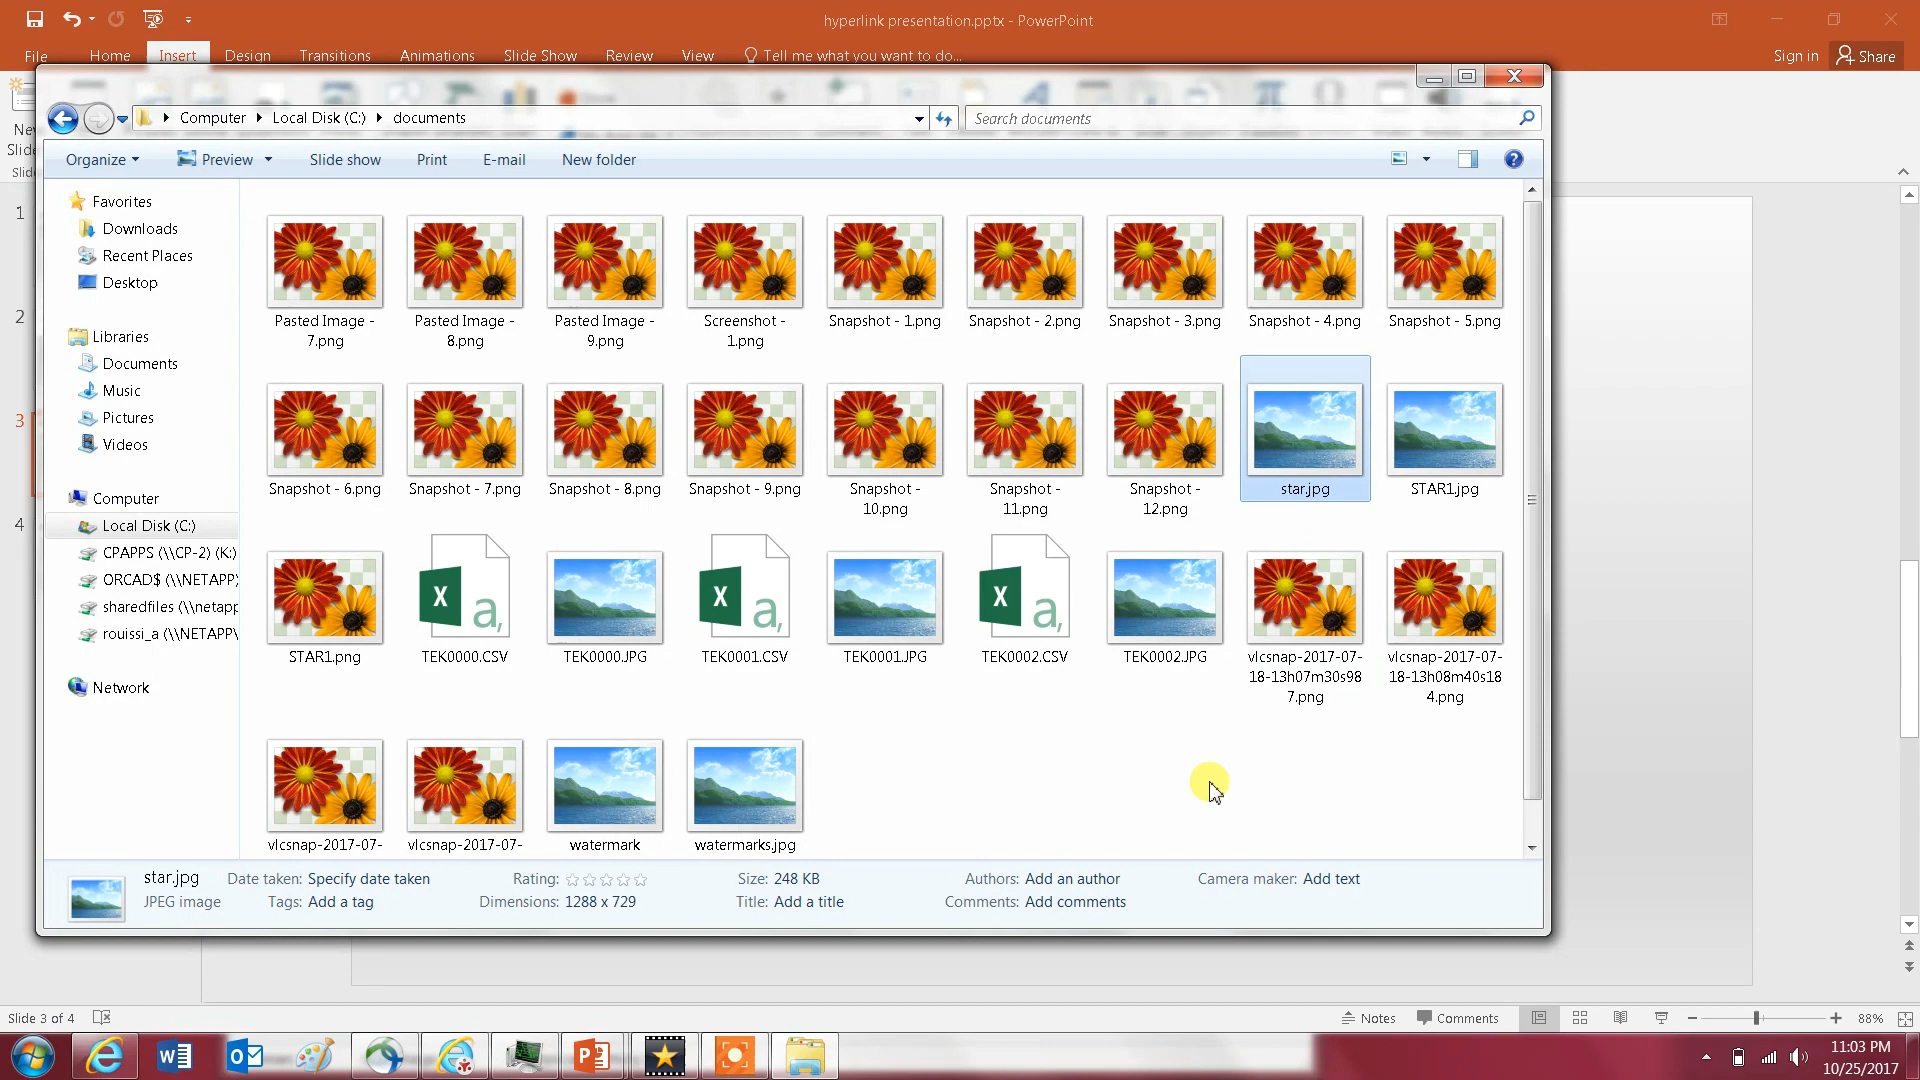 hyperlink presentation.pptx - PowerPoint
File Home Insert Design Transitions Animations Slide Show Review View Tell me what you want to do... Sign in Share
Computer Local Disk (C:) documents Search documents
Organize Preview Slide show Print E-mail New folder
Favorites
Downloads
Recent Places
Desktop
Libraries
Documents
Music
Pictures
Videos
Computer
Local Disk (C:)
CPAPPS (\\CP-2) (K:)
ORCAD$ (\\NETAPP)
sharedfiles (\\netapp
rouissi_a (\\NETAPP\
Network
1
2
3
4
Pasted Image - 7.png
Pasted Image - 8.png
Pasted Image - 9.png
Screenshot - 1.png
Snapshot - 1.png
Snapshot - 2.png
Snapshot - 3.png
Snapshot - 4.png
Snapshot - 5.png
Snapshot - 6.png
Snapshot - 7.png
Snapshot - 8.png
Snapshot - 9.png
Snapshot - 10.png
Snapshot - 11.png
Snapshot - 12.png
star.jpg
STAR1.jpg
STAR1.png
TEK0000.CSV
TEK0000.JPG
TEK0001.CSV
TEK0001.JPG
TEK0002.CSV
TEK0002.JPG
vlcsnap-2017-07-18-13h07m30s987.png
vlcsnap-2017-07-18-13h08m40s184.png
vlcsnap-2017-07-
vlcsnap-2017-07-
watermark
watermarks.jpg
star.jpg Date taken: Specify date taken Rating: Size: 248 KB Authors: Add an author Camera maker: Add text
JPEG image Tags: Add a tag Dimensions: 1288 x 729 Title: Add a title Comments: Add comments
Slide 3 of 4 Notes Comments 88%
11:03 PM
10/25/2017